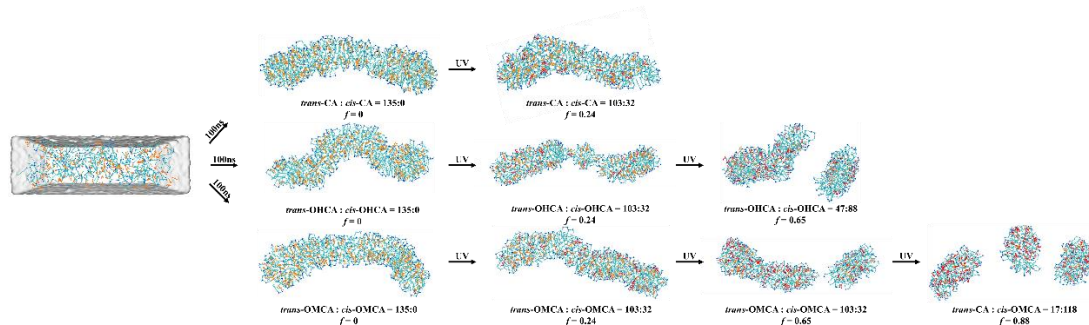 UV
trans-CA : cis-CA = 135:0
f = 0
trans-CA : cis-CA = 103:32
f = 0.24
100ns
100ns
100ns
UV
UV
trans-OHCA : cis-OHCA = 135:0
f = 0
trans-OHCA : cis-OHCA = 103:32
f = 0.24
trans-OHCA : cis-OHCA = 47:88
f = 0.65
UV
UV
UV
trans-OMCA : cis-OMCA = 135:0
f = 0
trans-OMCA : cis-OMCA = 103:32
f = 0.24
trans-OMCA : cis-OMCA = 103:32
f = 0.65
trans-CA : cis-OMCA = 17:118
f = 0.88